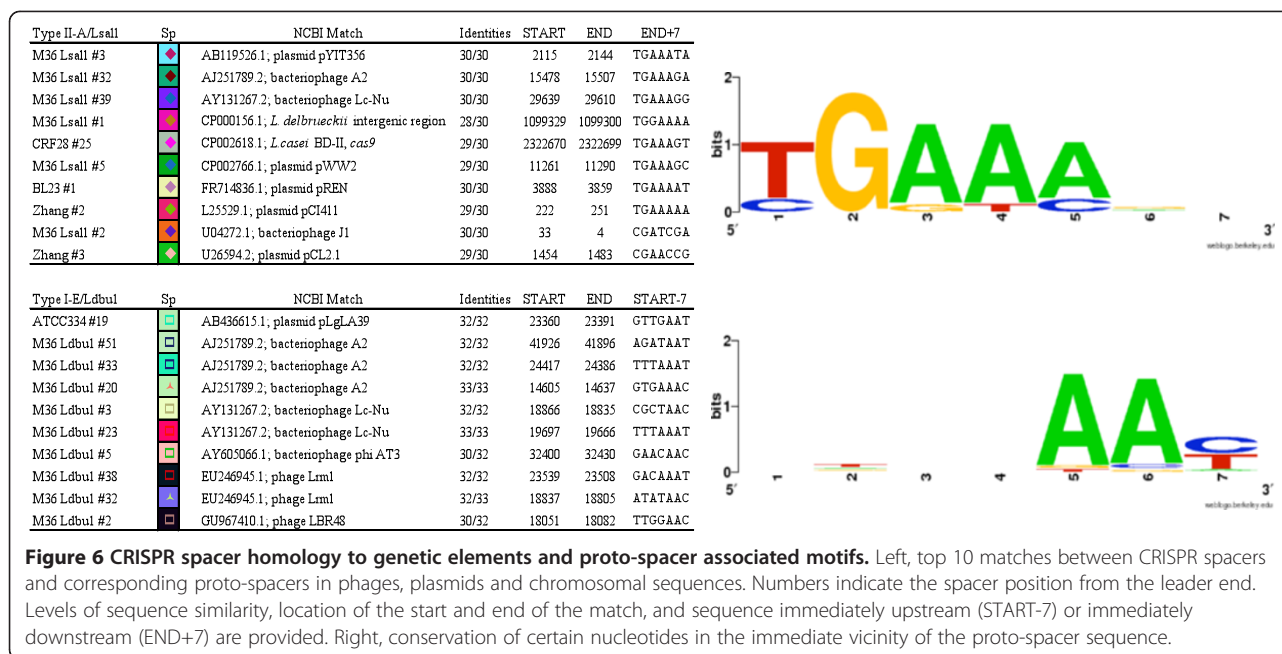 Type II-A/Lsal1 Sp NCBI Match Identities START END END+7
M36 Lsal1 #3 AB119526.1; plasmid pYIT356 30/30 2115 2144 TGAAATA
M36 Lsal1 #32 AJ251789.2; bacteriophage A2 30/30 15478 15507 TGAAAGA
M36 Lsal1 #39 AY131267.2; bacteriophage Lc-Nu 30/30 29639 29610 TGAAAGG
M36 Lsal1 #1 CP000156.1; L. delbrueckii intergenic region 28/30 1099329 1099300 TGGAAAA
CRF28 #25 CP002618.1; L.casei BD-II, cas9 29/30 2322670 2322699 TGAAAGT
M36 Lsal1 #5 CP002766.1; plasmid pWW2 29/30 11261 11290 TGAAAGC
BL23 #1 FR714836.1; plasmid pREN 30/30 3888 3859 TGAAAAT
Zhang #2 L25529.1; plasmid pCI411 29/30 222 251 TGAAAAA
M36 Lsal1 #2 U04272.1; bacteriophage J1 30/30 33 4 CGATCGA
Zhang #3 U26594.2; plasmid pCL2.1 29/30 1454 1483 CGAACCG
2
1
0
bits
TGAAA
C
G
T
C
5′
1 2 3 4 5 6 7
3′
weblogo.berkeley.edu
Type I-E/Ldbu1 Sp NCBI Match Identities START END START-7
ATCC334 #19 AB436615.1; plasmid pLgLA39 32/32 23360 23391 GTTGAAT
M36 Ldbu1 #51 AJ251789.2; bacteriophage A2 32/32 41926 41896 AGATAAT
M36 Ldbu1 #33 AJ251789.2; bacteriophage A2 32/32 24417 24386 TTTAAAT
M36 Ldbu1 #20 AJ251789.2; bacteriophage A2 33/33 14605 14637 GTGAAAC
M36 Ldbu1 #3 AY131267.2; bacteriophage Lc-Nu 32/32 18866 18835 CGCTAAC
M36 Ldbu1 #23 AY131267.2; bacteriophage Lc-Nu 33/33 19697 19666 TTTAAAT
M36 Ldbu1 #5 AY605066.1; bacteriophage phi AT3 30/32 32400 32430 GAACAAC
M36 Ldbu1 #38 EU246945.1; phage Lrm1 32/32 23539 23508 GACAAAT
M36 Ldbu1 #32 EU246945.1; phage Lrm1 32/33 18837 18805 ATATAAC
M36 Ldbu1 #2 GU967410.1; phage LBR48 30/32 18051 18082 TTGGAAC
2
1
0
bits
AAC
T
5′
1 2 3 4 5 6 7
3′
weblogo.berkeley.edu
Figure 6 CRISPR spacer homology to genetic elements and proto-spacer associated motifs. Left, top 10 matches between CRISPR spacers
and corresponding proto-spacers in phages, plasmids and chromosomal sequences. Numbers indicate the spacer position from the leader end.
Levels of sequence similarity, location of the start and end of the match, and sequence immediately upstream (START-7) or immediately
downstream (END+7) are provided. Right, conservation of certain nucleotides in the immediate vicinity of the proto-spacer sequence.